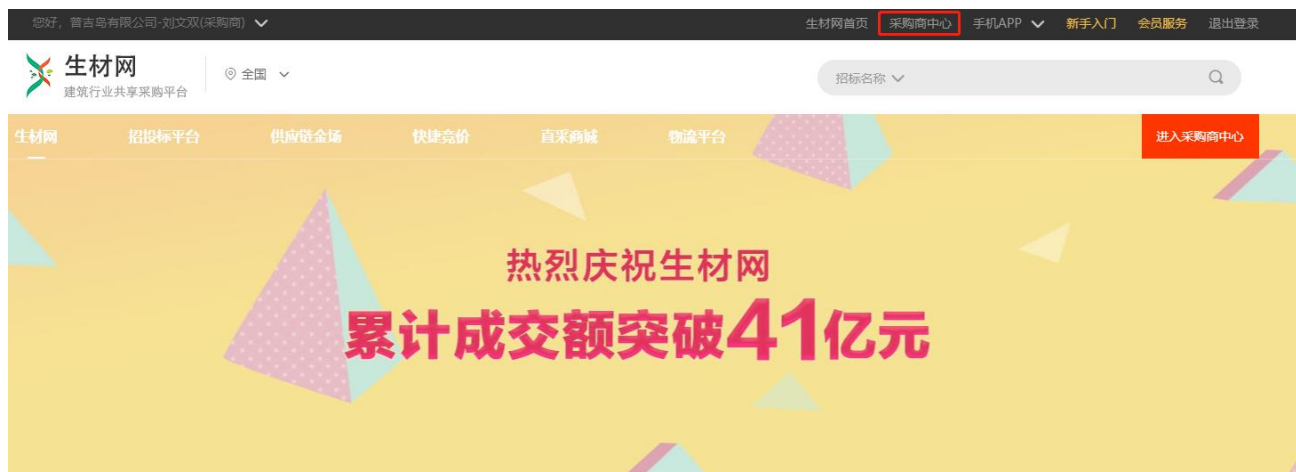 您好，普吉岛有限公司-刘文双(采购商)
生材网首页 采购商中心 手机APP 新手入门 会员服务 退出登录
生材网
建筑行业共享采购平台
全国
招标名称
生材网 招投标平台 供应链金场 快捷竞价 直采商城 物流平台
进入采购商中心
热烈庆祝生材网
累计成交额突破41亿元